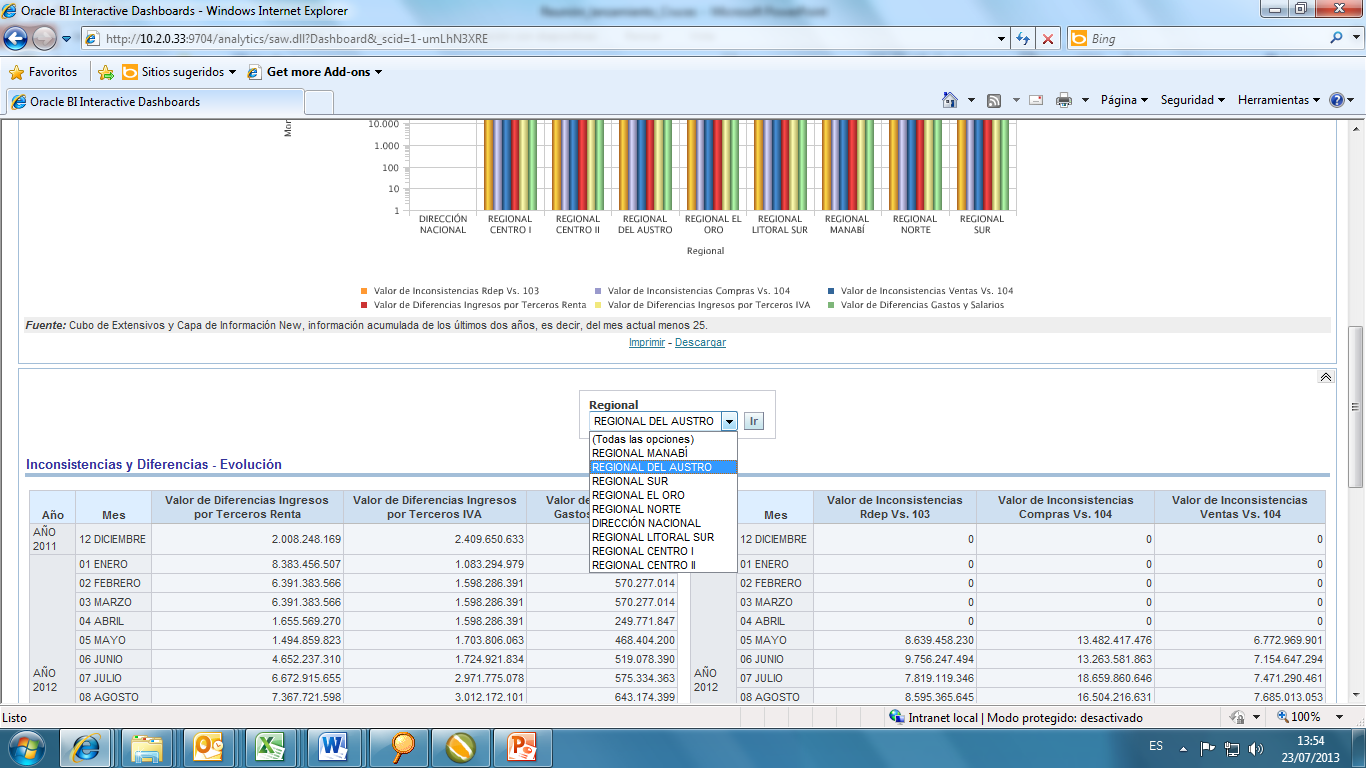 Oracle BI Interactive Dashboards - Windows Internet Explorer
http://10.2.0.33:9704/analytics/saw.dll?Dashboard&_scid=1-umLHN3XRE
Bing
Favoritos
Sitios sugeridos
Get more Add-ons
Oracle BI Interactive Dashboards
Página
Seguridad
Herramientas
10.000
1.000
100
10
1
DIRECCIÓN NACIONAL
REGIONAL CENTRO I
REGIONAL CENTRO II
REGIONAL DEL AUSTRO
REGIONAL EL ORO
REGIONAL LITORAL SUR
REGIONAL MANABÍ
REGIONAL NORTE
REGIONAL SUR
Regional
Valor de Inconsistencias Rdep Vs. 103
Valor de Inconsistencias Compras Vs. 104
Valor de Inconsistencias Ventas Vs. 104
Valor de Diferencias Ingresos por Terceros Renta
Valor de Diferencias Ingresos por Terceros IVA
Valor de Diferencias Gastos y Salarios
Fuente: Cubo de Extensivos y Capa de Información New, información acumulada de los últimos dos años, es decir, del mes actual menos 25.
Imprimir - Descargar
Regional
REGIONAL DEL AUSTRO
Ir
(Todas las opciones)
REGIONAL MANABÍ
REGIONAL DEL AUSTRO
REGIONAL SUR
REGIONAL EL ORO
REGIONAL NORTE
DIRECCIÓN NACIONAL
REGIONAL LITORAL SUR
REGIONAL CENTRO I
REGIONAL CENTRO II
Inconsistencias y Diferencias - Evolución
Año Mes Valor de Diferencias Ingresos por Terceros Renta Valor de Diferencias Ingresos por Terceros IVA Valor de Gastos
AÑO 2011 12 DICIEMBRE 2.008.248.169 2.409.650.633
AÑO 2012
01 ENERO 8.383.456.507 1.083.294.979
02 FEBRERO 6.391.383.566 1.598.286.391 570.277.014
03 MARZO 6.391.383.566 1.598.286.391 570.277.014
04 ABRIL 1.655.569.270 1.598.286.391 249.771.847
05 MAYO 1.494.859.823 1.703.806.063 468.404.200
06 JUNIO 4.652.237.310 1.724.921.834 519.078.390
07 JULIO 6.672.915.655 2.971.775.078 575.334.363
08 AGOSTO 7.367.721.598 3.012.172.101 643.174.399
Mes Valor de Inconsistencias Rdep Vs. 103 Valor de Inconsistencias Compras Vs. 104 Valor de Inconsistencias Ventas Vs. 104
12 DICIEMBRE 0 0 0
AÑO 2012
01 ENERO 0 0 0
02 FEBRERO 0 0 0
03 MARZO 0 0 0
04 ABRIL 0 0 0
05 MAYO 8.639.458.230 13.482.417.476 6.772.969.901
06 JUNIO 9.756.247.494 13.263.581.863 7.154.647.294
07 JULIO 7.819.119.346 18.659.860.646 7.471.290.461
08 AGOSTO 8.595.365.645 16.504.216.631 7.685.013.053
Listo
Intranet local | Modo protegido: desactivado
100%
ES
13:54
23/07/2013